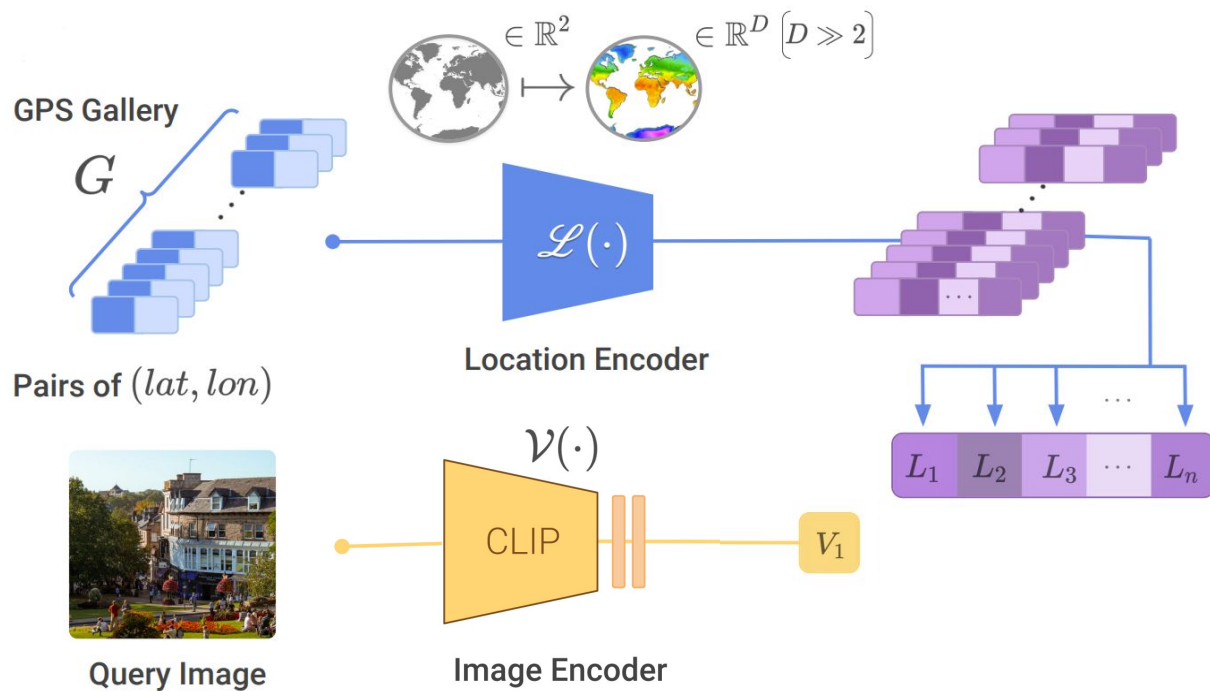 ∈ ℝ² ↦ ∈ ℝᴰ [D ≫ 2]
GPS Gallery
G
ℒ(·)
...
Location Encoder
Pairs of (lat, lon)
...
L₁ L₂ L₃ ... Lₙ
𝒱(·)
CLIP
V₁
Query Image
Image Encoder